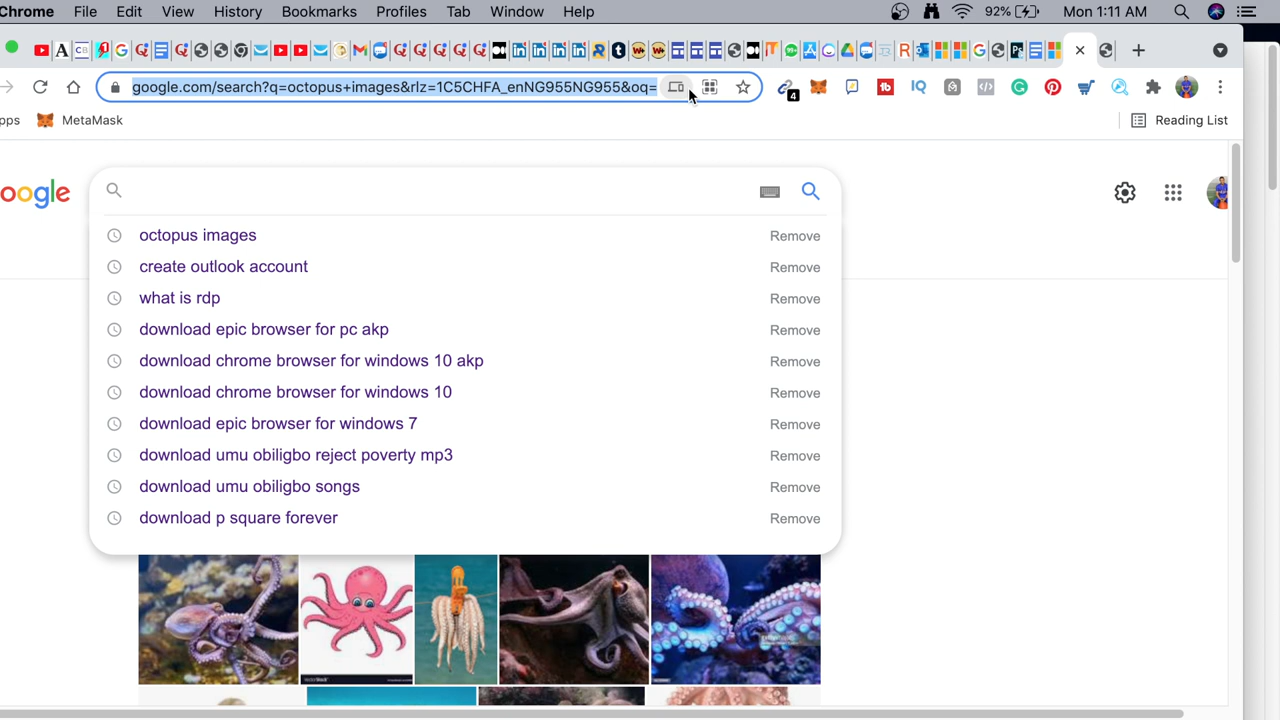 Chrome File Edit View History Bookmarks Profiles Tab Window Help 92% Mon 1:11 AM
google.com/search?q=octopus+images&rlz=1C5CHFA_enNG955NG955&oq=
4
pps MetaMask Reading List
oogle
octopus images Remove
create outlook account Remove
what is rdp Remove
download epic browser for pc akp Remove
download chrome browser for windows 10 akp Remove
download chrome browser for windows 10 Remove
download epic browser for windows 7 Remove
download umu obiligbo reject poverty mp3 Remove
download umu obiligbo songs Remove
download p square forever Remove